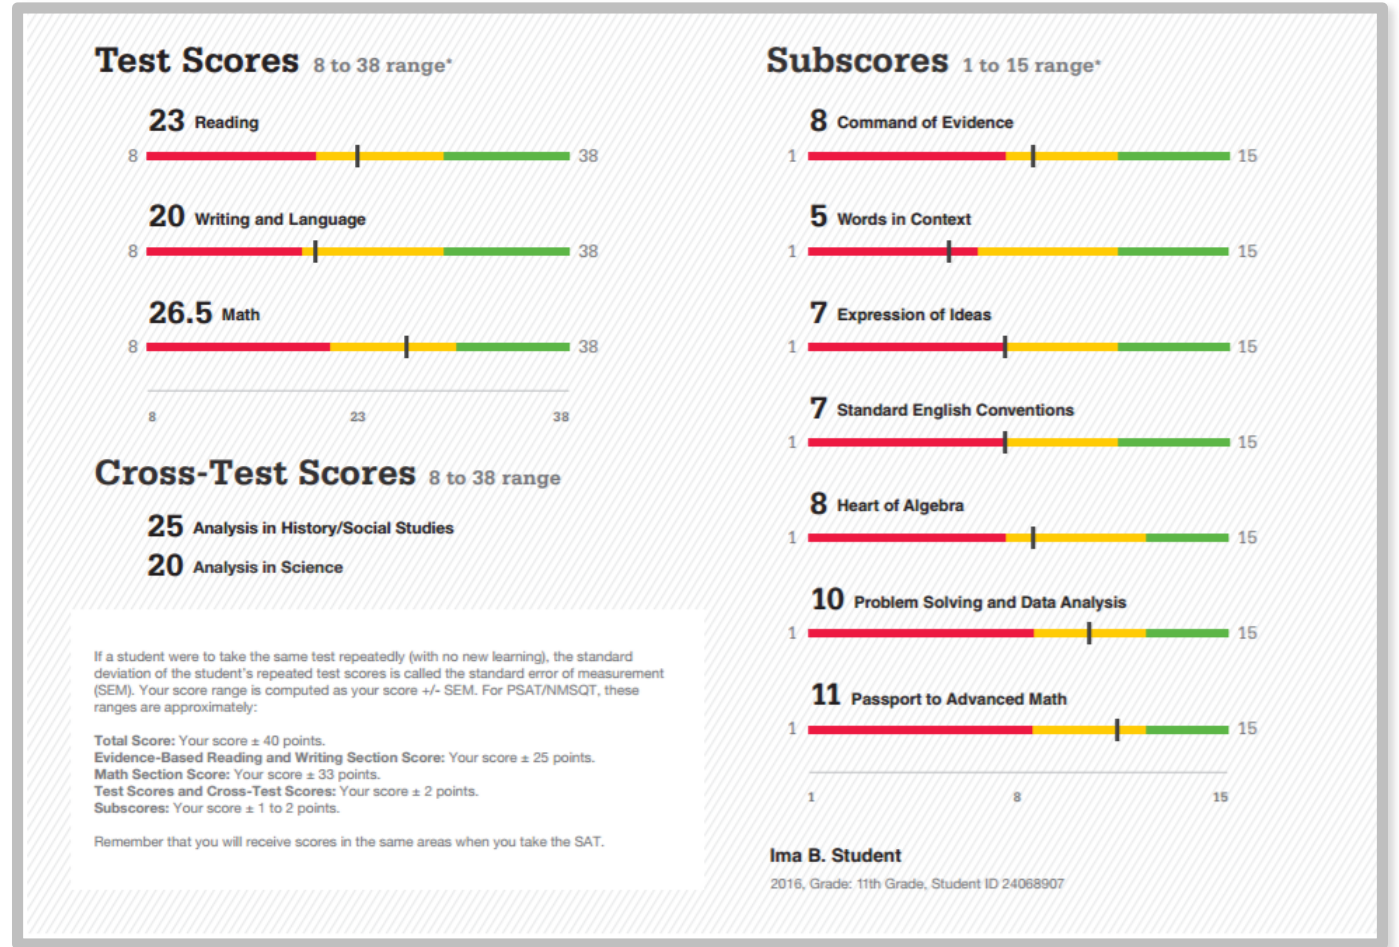 Test Scores 8 to 38 range*
23 Reading
8 38
20 Writing and Language
8 38
26.5 Math
8 38
8 23 38
Cross-Test Scores 8 to 38 range
25 Analysis in History/Social Studies
20 Analysis in Science
If a student were to take the same test repeatedly (with no new learning), the standard
deviation of the student's repeated test scores is called the standard error of measurement
(SEM). Your score range is computed as your score +/- SEM. For PSAT/NMSQT, these
ranges are approximately:
Total Score: Your score ± 40 points.
Evidence-Based Reading and Writing Section Score: Your score ± 25 points.
Math Section Score: Your score ± 33 points.
Test Scores and Cross-Test Scores: Your score ± 2 points.
Subscores: Your score ± 1 to 2 points.
Remember that you will receive scores in the same areas when you take the SAT.
Subscores 1 to 15 range*
8 Command of Evidence
1 15
5 Words in Context
1 15
7 Expression of Ideas
1 15
7 Standard English Conventions
1 15
8 Heart of Algebra
1 15
10 Problem Solving and Data Analysis
1 15
11 Passport to Advanced Math
1 15
1 8 15
Ima B. Student
2016, Grade: 11th Grade, Student ID 24068907